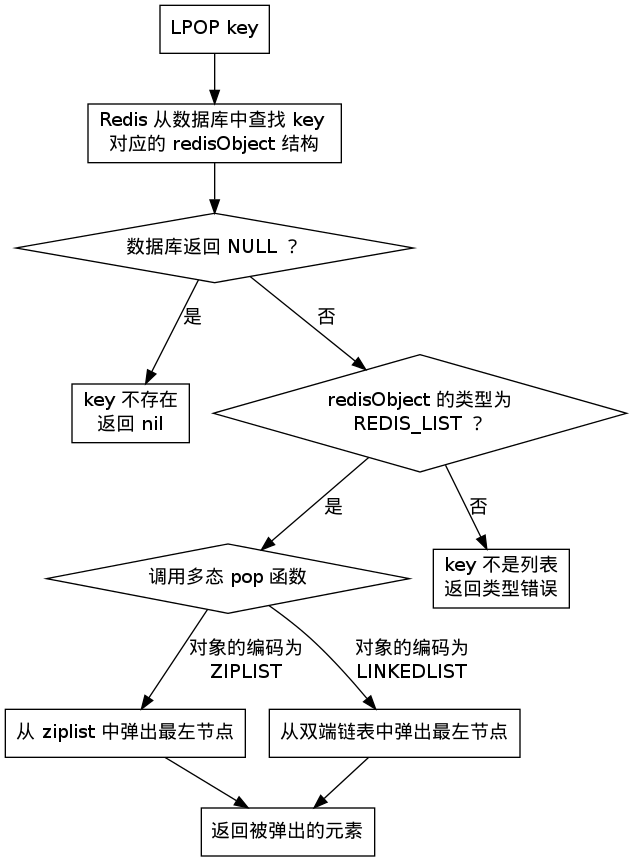 LPOP key
Redis 从数据库中查找 key
对应的 redisObject 结构
数据库返回 NULL ？
是
否
key 不存在
返回 nil
redisObject 的类型为
REDIS_LIST ？
是
否
key 不是列表
返回类型错误
调用多态 pop 函数
对象的编码为
ZIPLIST
对象的编码为
LINKEDLIST
从 ziplist 中弹出最左节点
从双端链表中弹出最左节点
返回被弹出的元素